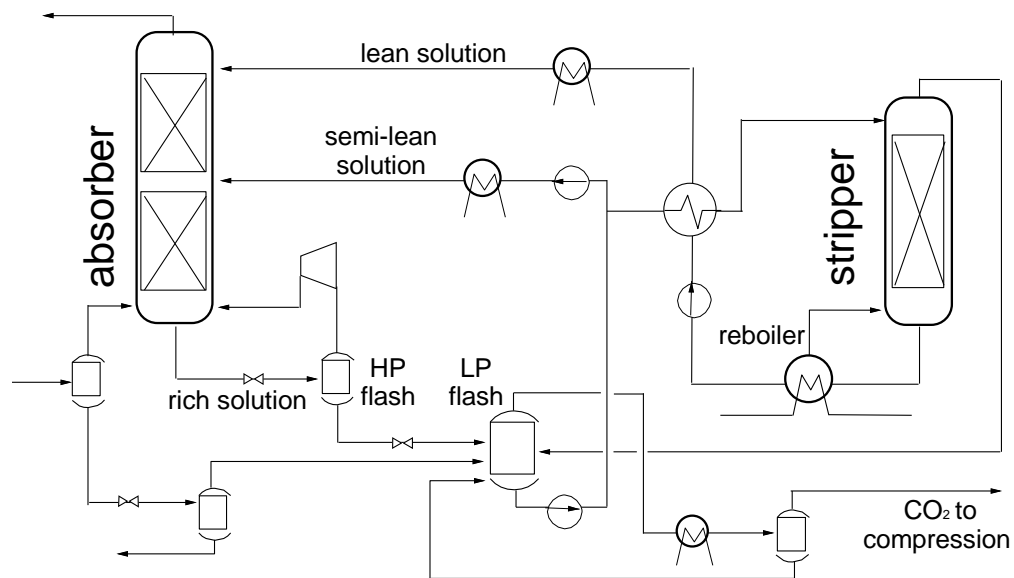 lean solution
semi-lean
solution
absorber
stripper
reboiler
HP
flash
LP
flash
rich solution
CO₂ to
compression